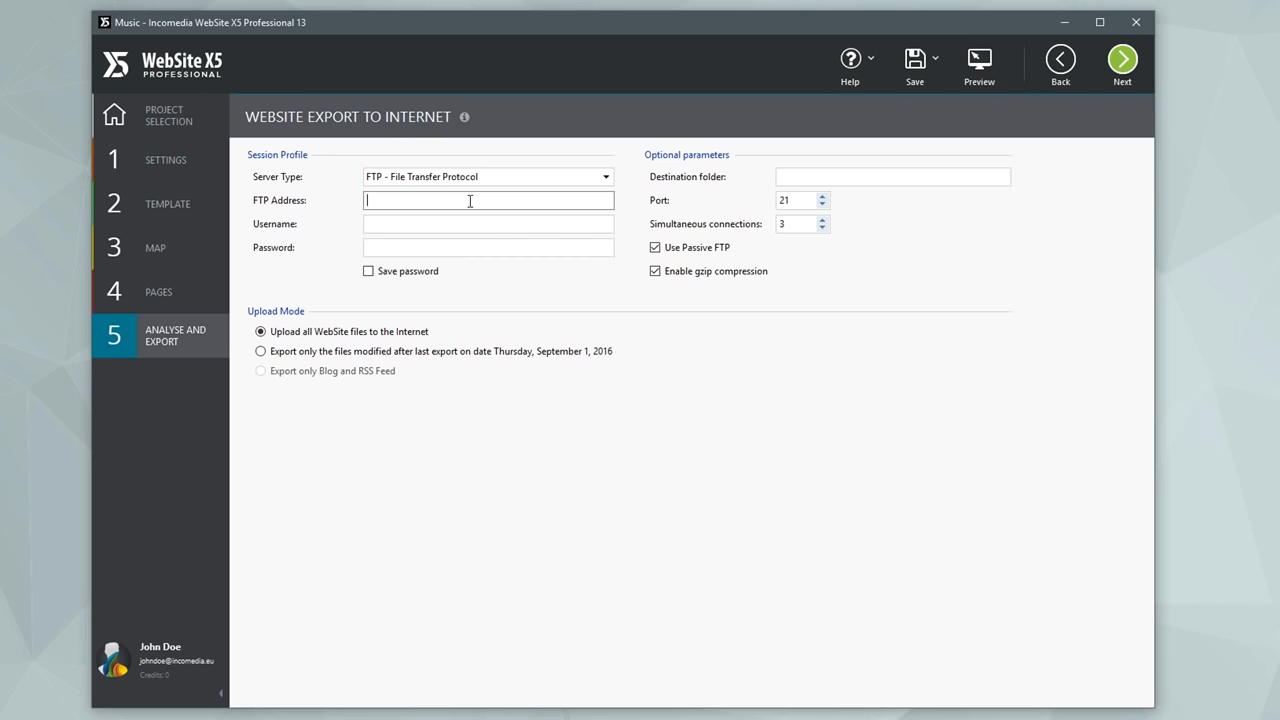 Music - Incomedia WebSite X5 Professional 13
WebSite X5
PROFESSIONAL
Help
Save
Preview
Back
Next
PROJECT
SELECTION
1 SETTINGS
2 TEMPLATE
3 MAP
4 PAGES
5 ANALYSE AND
EXPORT
John Doe
johndoe@incomedia.eu
Credits: 0
WEBSITE EXPORT TO INTERNET
Session Profile
Server Type: FTP - File Transfer Protocol
FTP Address:
Username:
Password:
Save password
Optional parameters
Destination folder:
Port: 21
Simultaneous connections: 3
Use Passive FTP
Enable gzip compression
Upload Mode
Upload all WebSite files to the Internet
Export only the files modified after last export on date Thursday, September 1, 2016
Export only Blog and RSS Feed